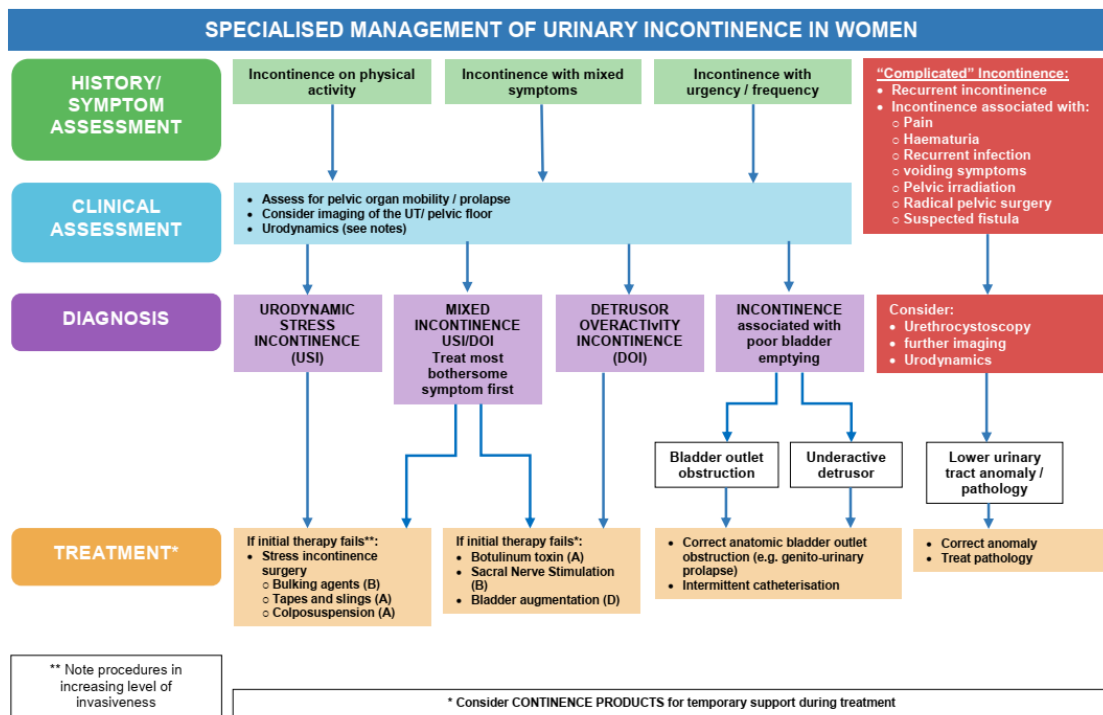 SPECIALISED MANAGEMENT OF URINARY INCONTINENCE IN WOMEN
HISTORY/
SYMPTOM
ASSESSMENT
Incontinence on physical
activity
Incontinence with mixed
symptoms
Incontinence with
urgency / frequency
“Complicated” Incontinence:
• Recurrent incontinence
• Incontinence associated with:
○ Pain
○ Haematuria
○ Recurrent infection
○ voiding symptoms
○ Pelvic irradiation
○ Radical pelvic surgery
○ Suspected fistula
CLINICAL
ASSESSMENT
• Assess for pelvic organ mobility / prolapse
• Consider imaging of the UT/ pelvic floor
• Urodynamics (see notes)
DIAGNOSIS
URODYNAMIC
STRESS
INCONTINENCE
(USI)
MIXED
INCONTINENCE
USI/DOI
Treat most
bothersome
symptom first
DETRUSOR
OVERACTIvITY
INCONTINENCE
(DOI)
INCONTINENCE
associated with
poor bladder
emptying
Consider:
• Urethrocystoscopy
• further imaging
• Urodynamics
Bladder outlet
obstruction
Underactive
detrusor
Lower urinary
tract anomaly /
pathology
TREATMENT*
If initial therapy fails**:
• Stress incontinence
surgery
○ Bulking agents (B)
○ Tapes and slings (A)
○ Colposuspension (A)
If initial therapy fails*:
• Botulinum toxin (A)
• Sacral Nerve Stimulation
(B)
• Bladder augmentation (D)
• Correct anatomic bladder outlet
obstruction (e.g. genito-urinary
prolapse)
• Intermittent catheterisation
• Correct anomaly
• Treat pathology
** Note procedures in
increasing level of
invasiveness
* Consider CONTINENCE PRODUCTS for temporary support during treatment